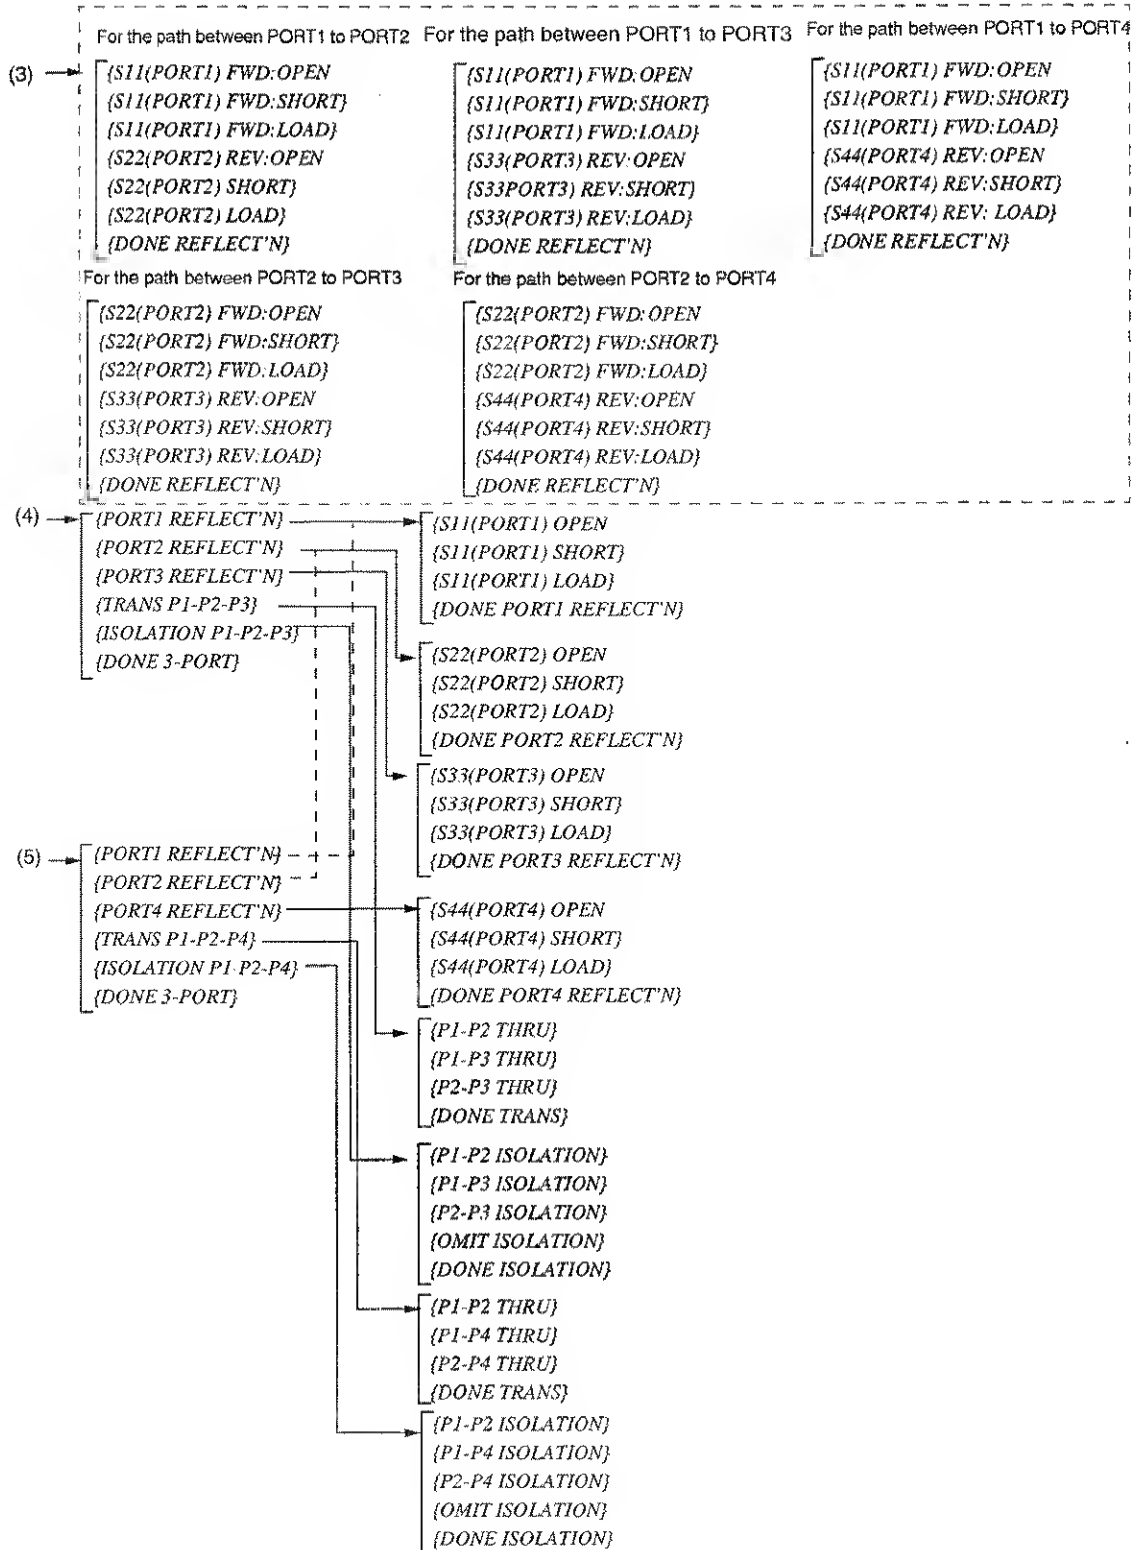 For the path between PORT1 to PORT2
(3)
{S11(PORT1) FWD:OPEN
{S11(PORT1) FWD:SHORT}
{S11(PORT1) FWD:LOAD}
{S22(PORT2) REV:OPEN
{S22(PORT2) SHORT}
{S22(PORT2) LOAD}
{DONE REFLECT'N}
For the path between PORT1 to PORT3
{S11(PORT1) FWD:OPEN
{S11(PORT1) FWD:SHORT}
{S11(PORT1) FWD:LOAD}
{S33(PORT3) REV:OPEN
{S33PORT3) REV:SHORT}
{S33(PORT3) REV:LOAD}
{DONE REFLECT'N}
For the path between PORT1 to PORT4
{S11(PORT1) FWD:OPEN
{S11(PORT1) FWD:SHORT}
{S11(PORT1) FWD:LOAD}
{S44(PORT4) REV:OPEN
{S44(PORT4) REV:SHORT}
{S44(PORT4) REV: LOAD}
{DONE REFLECT'N}
For the path between PORT2 to PORT3
{S22(PORT2) FWD:OPEN
{S22(PORT2) FWD:SHORT}
{S22(PORT2) FWD:LOAD}
{S33(PORT3) REV:OPEN
{S33(PORT3) REV:SHORT}
{S33(PORT3) REV:LOAD}
{DONE REFLECT'N}
For the path between PORT2 to PORT4
{S22(PORT2) FWD:OPEN
{S22(PORT2) FWD:SHORT}
{S22(PORT2) FWD:LOAD}
{S44(PORT4) REV:OPEN
{S44(PORT4) REV:SHORT}
{S44(PORT4) REV:LOAD}
{DONE REFLECT'N}
(4)
{PORT1 REFLECT'N}
{PORT2 REFLECT'N}
{PORT3 REFLECT'N}
{TRANS P1-P2-P3}
{ISOLATION P1-P2-P3}
{DONE 3-PORT}
{S11(PORT1) OPEN
{S11(PORT1) SHORT}
{S11(PORT1) LOAD}
{DONE PORT1 REFLECT'N}
{S22(PORT2) OPEN
{S22(PORT2) SHORT}
{S22(PORT2) LOAD}
{DONE PORT2 REFLECT'N}
{S33(PORT3) OPEN
{S33(PORT3) SHORT}
{S33(PORT3) LOAD}
{DONE PORT3 REFLECT'N}
(5)
{PORT1 REFLECT'N}
{PORT2 REFLECT'N}
{PORT4 REFLECT'N}
{TRANS P1-P2-P4}
{ISOLATION P1-P2-P4}
{DONE 3-PORT}
{S44(PORT4) OPEN
{S44(PORT4) SHORT}
{S44(PORT4) LOAD}
{DONE PORT4 REFLECT'N}
{P1-P2 THRU}
{P1-P3 THRU}
{P2-P3 THRU}
{DONE TRANS}
{P1-P2 ISOLATION}
{P1-P3 ISOLATION}
{P2-P3 ISOLATION}
{OMIT ISOLATION}
{DONE ISOLATION}
{P1-P2 THRU}
{P1-P4 THRU}
{P2-P4 THRU}
{DONE TRANS}
{P1-P2 ISOLATION}
{P1-P4 ISOLATION}
{P2-P4 ISOLATION}
{OMIT ISOLATION}
{DONE ISOLATION}